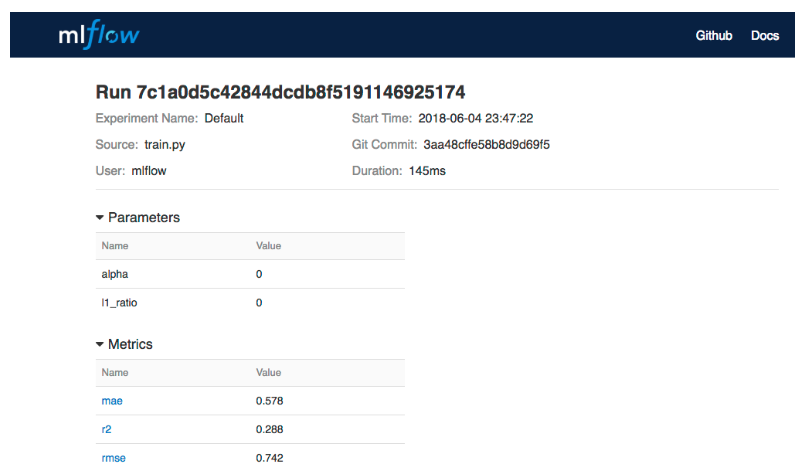 mlflow Github Docs
Run 7c1a0d5c42844dcdb8f5191146925174
Experiment Name: Default Start Time: 2018-06-04 23:47:22
Source: train.py Git Commit: 3aa48cffe58b8d9d69f5
User: mlflow Duration: 145ms
Parameters
Name Value
alpha 0
l1_ratio 0
Metrics
Name Value
mae 0.578
r2 0.288
rmse 0.742